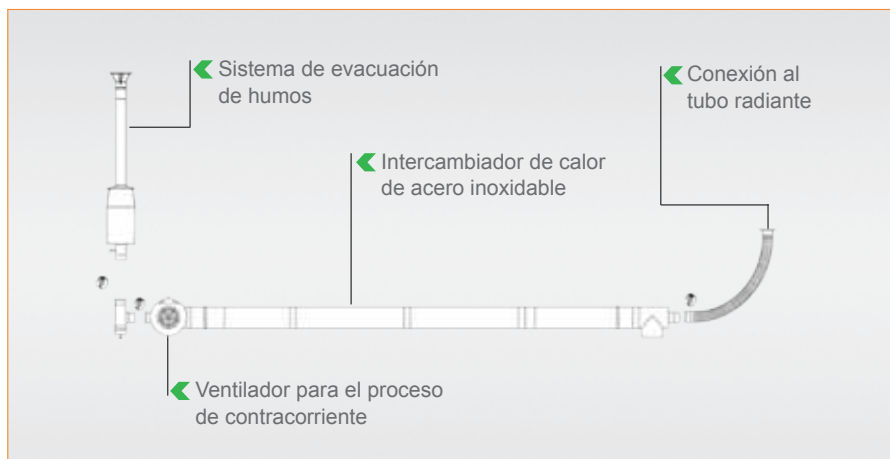 Sistema de evacuación
de humos
Conexión al
tubo radiante
Intercambiador de calor
de acero inoxidable
Ventilador para el proceso
de contracorriente